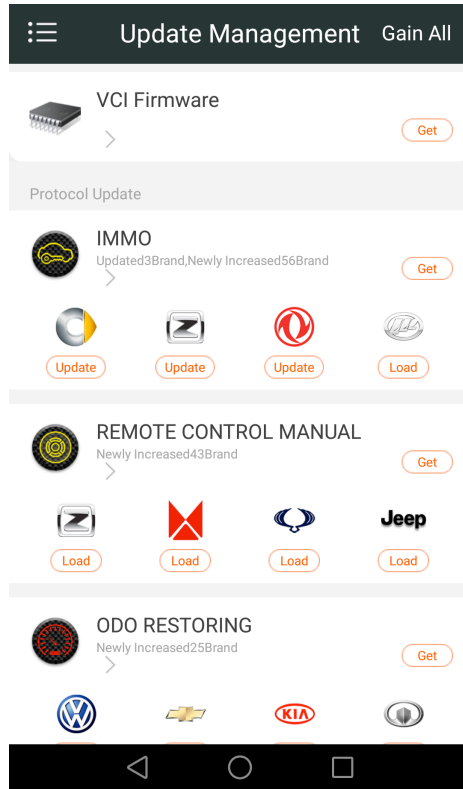 Update Management
Gain All
VCI Firmware
Get
Protocol Update
IMMO
Updated3Brand,Newly Increased56Brand
Get
Update
Update
Update
Load
REMOTE CONTROL MANUAL
Newly Increased43Brand
Get
Jeep
Load
Load
Load
Load
ODO RESTORING
Newly Increased25Brand
Get
KIA